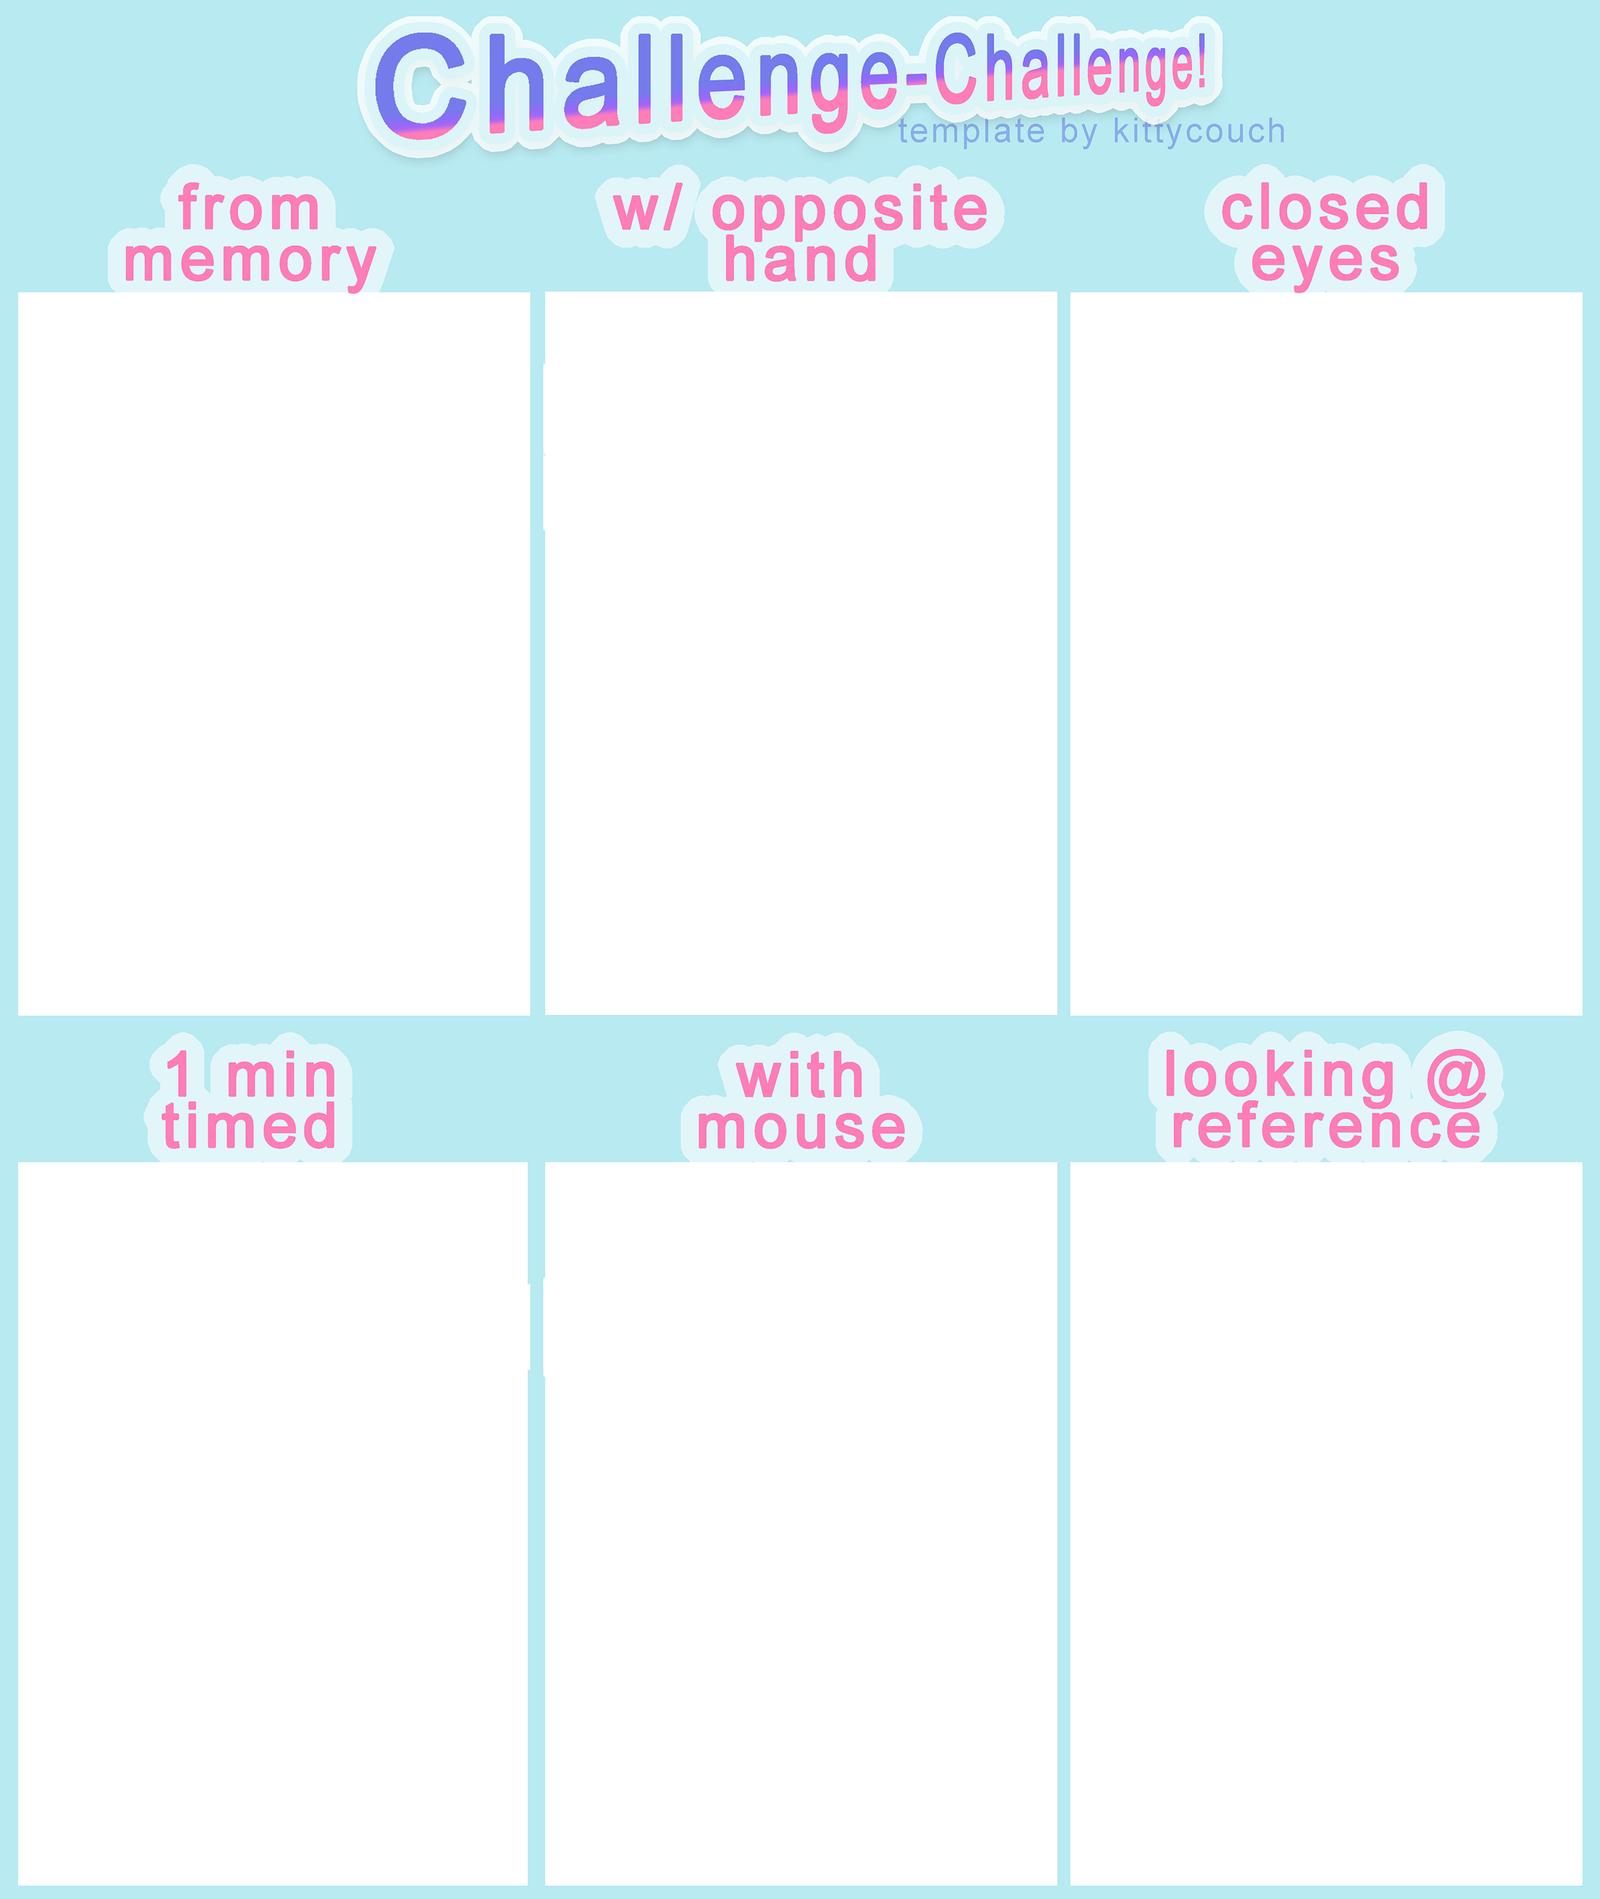 Challenge-Challenge!
template by kittycouch
from
memory
w/ opposite
hand
closed
eyes
1 min
timed
with
mouse
looking @
reference